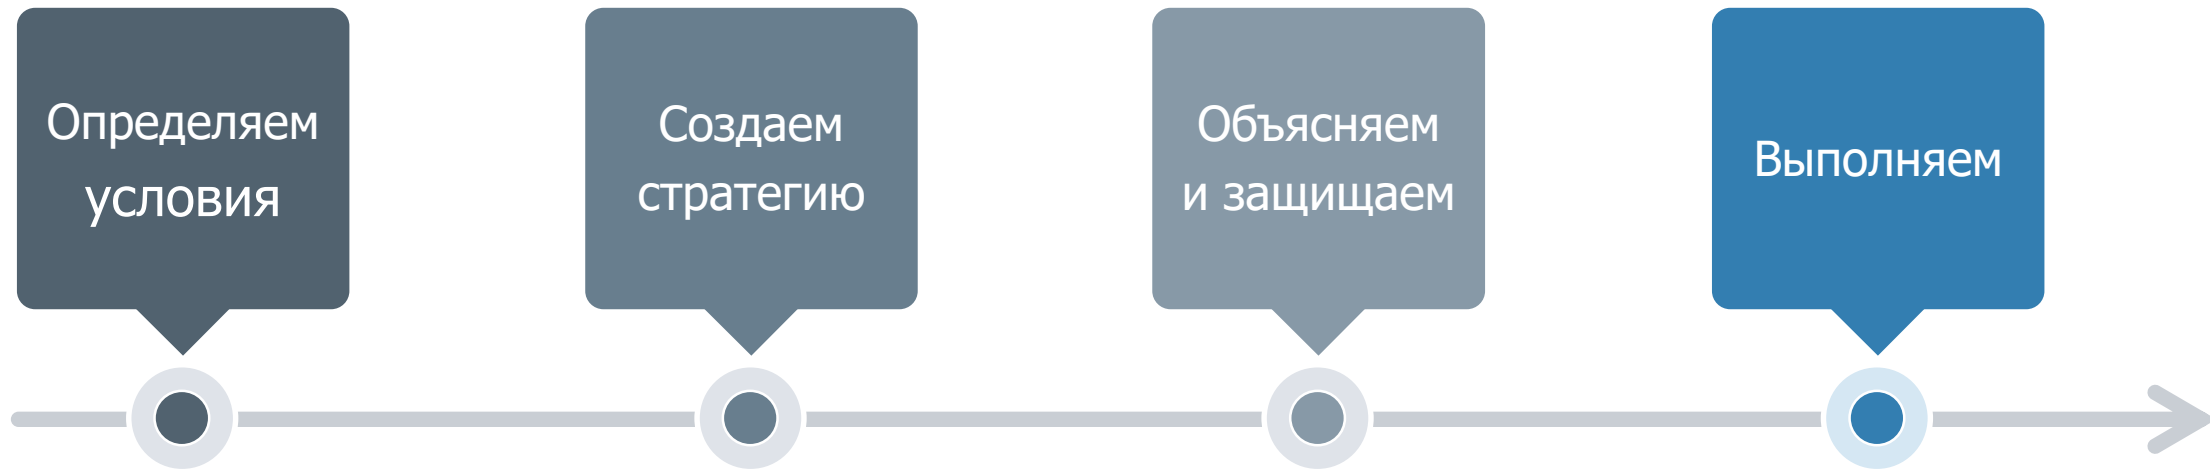 Определяем
условия
Создаем
стратегию
Объясняем
и защищаем
Выполняем